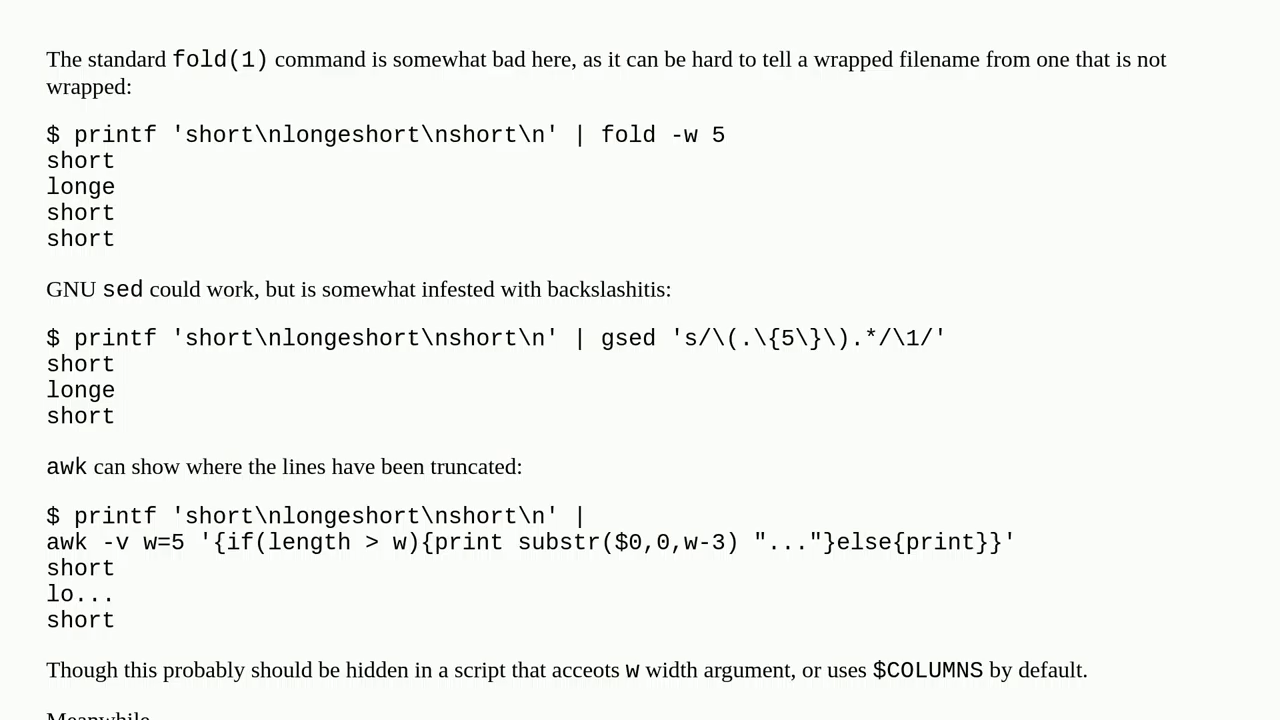 The standard fold(1) command is somewhat bad here, as it can be hard to tell a wrapped filename from one that is not
wrapped:
$ printf 'short\nlongeshort\nshort\n' | fold -w 5
short
longe
short
short
GNU sed could work, but is somewhat infested with backslashitis:
$ printf 'short\nlongeshort\nshort\n' | gsed 's/\(.\{5\}\).*/\1/'
short
longe
short
awk can show where the lines have been truncated:
$ printf 'short\nlongeshort\nshort\n' |
awk -v w=5 '{if(length > w){print substr($0,0,w-3) "..."}else{print}}'
short
lo...
short
Though this probably should be hidden in a script that acceots w width argument, or uses $COLUMNS by default.
Meanwhile